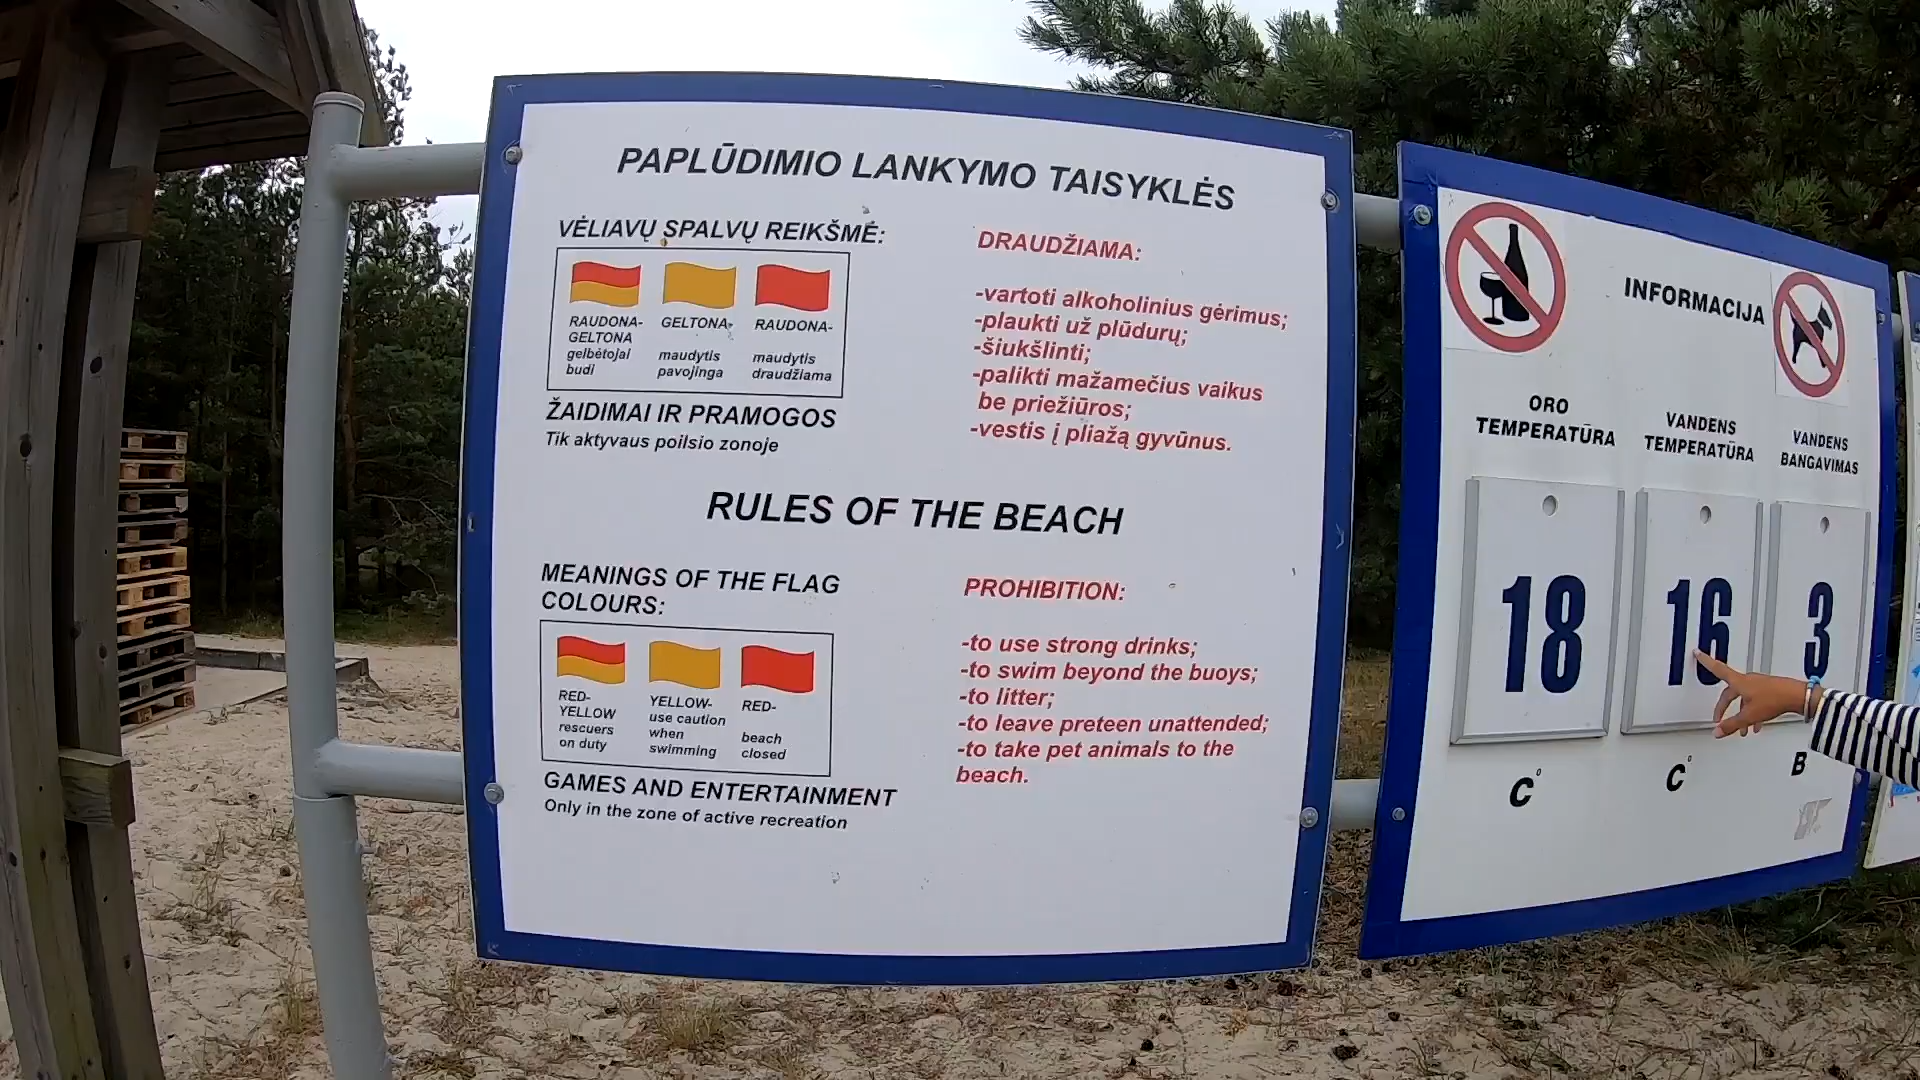 PAPLŪDIMIO LANKYMO TAISYKLĖS
VĖLIAVŲ SPALVŲ REIKŠMĖ:
RAUDONA-
GELTONA
gelbėtojai
budi
GELTONA-
maudytis
pavojinga
RAUDONA-
maudytis
draudžiama
ŽAIDIMAI IR PRAMOGOS
Tik aktyvaus poilsio zonoje
DRAUDŽIAMA:
-vartoti alkoholinius gėrimus;
-plaukti už plūdurų;
-šiukšlinti;
-palikti mažamečius vaikus
be priežiūros;
-vestis į pliažą gyvūnus.
RULES OF THE BEACH
MEANINGS OF THE FLAG
COLOURS:
RED-
YELLOW
rescuers
on duty
YELLOW-
use caution
when
swimming
RED-
beach
closed
GAMES AND ENTERTAINMENT
Only in the zone of active recreation
PROHIBITION:
-to use strong drinks;
-to swim beyond the buoys;
-to litter;
-to leave preteen unattended;
-to take pet animals to the
beach.
INFORMACIJA
ORO
TEMPERATŪRA
18
C°
VANDENS
TEMPERATŪRA
16
C°
VANDENS
BANGAVIMAS
3
B